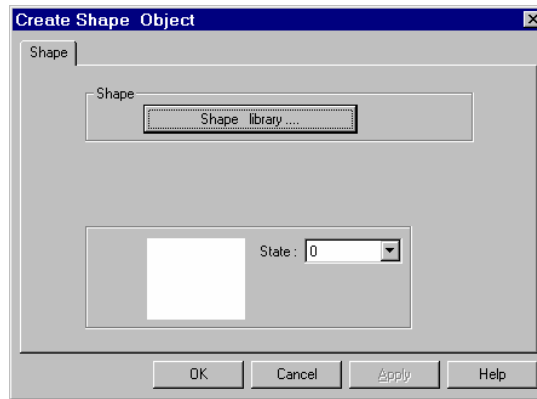 Create Shape Object
Shape
Shape
Shape library ....
State : 0
OK Cancel Apply Help